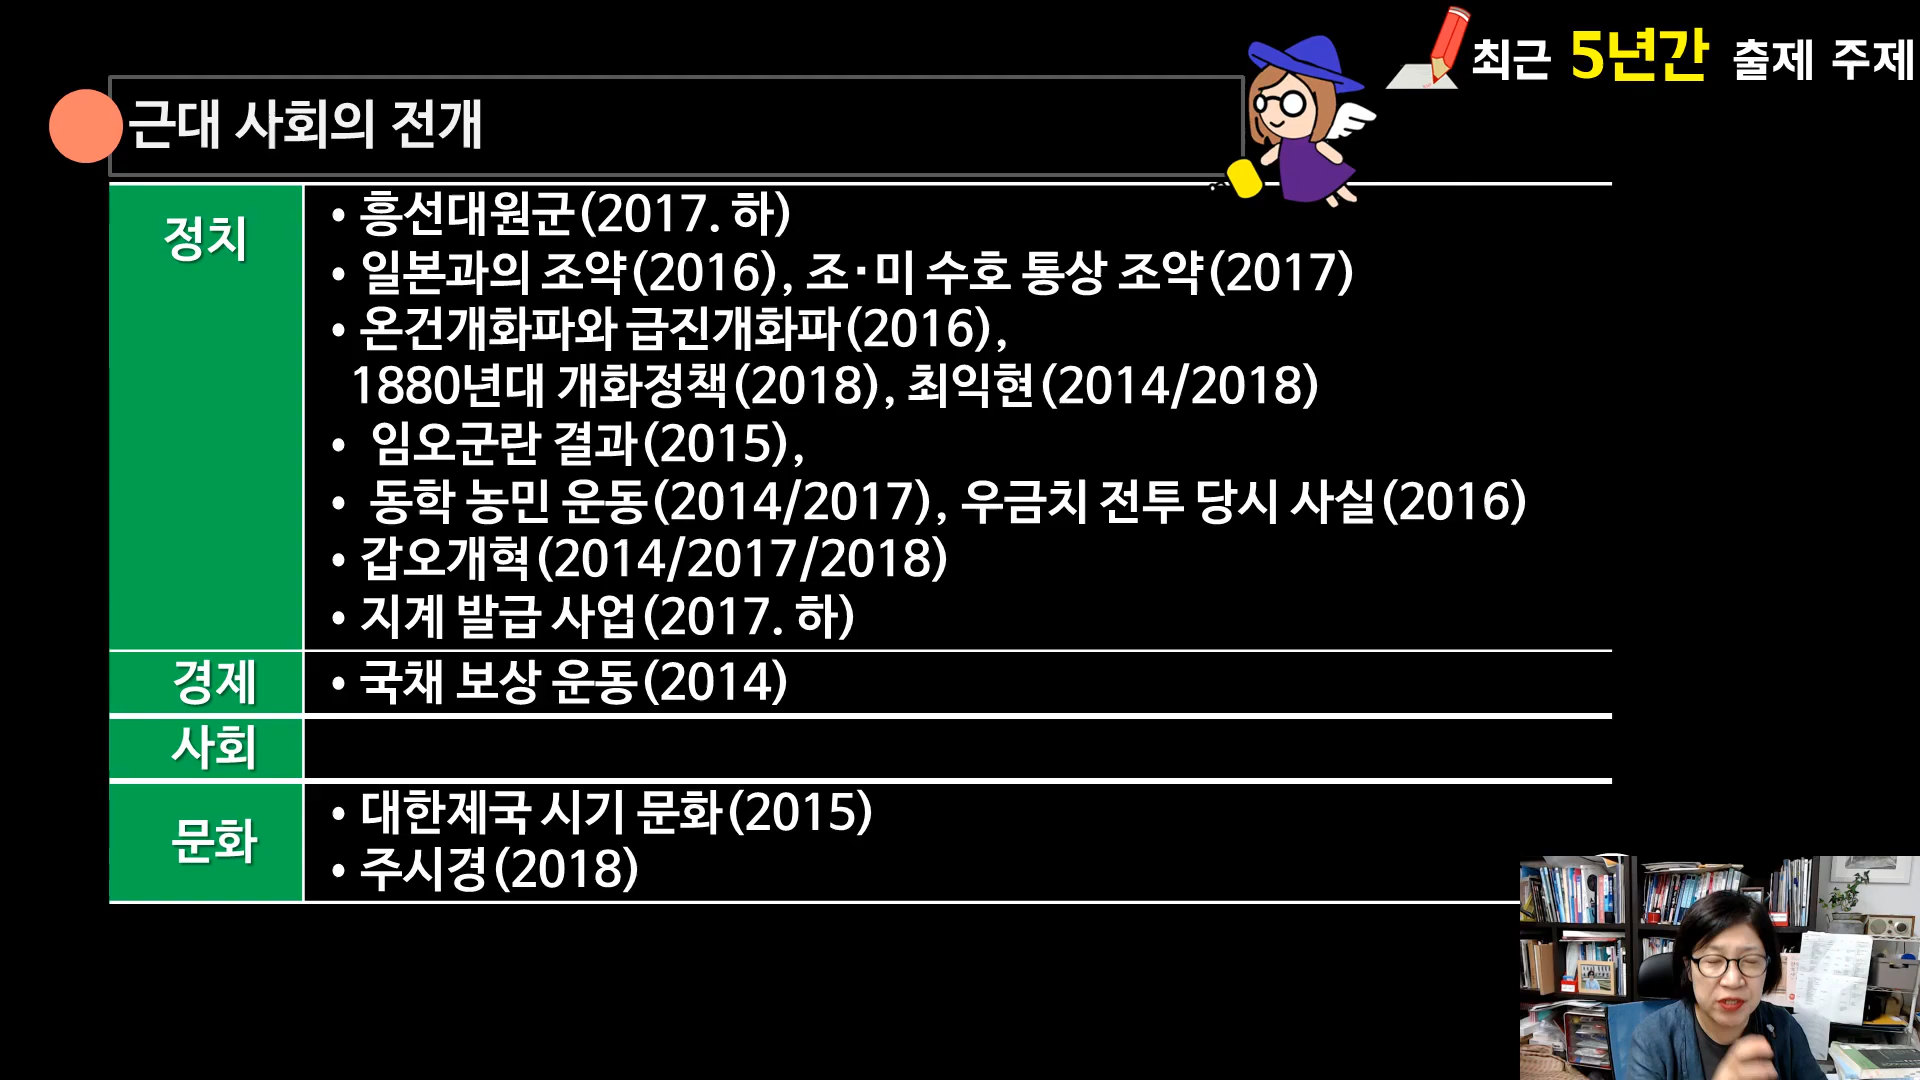 최근 5년간 출제 주제
근대 사회의 전개
정치
• 흥선대원군(2017. 하)
• 일본과의 조약(2016), 조·미 수호 통상 조약(2017)
• 온건개화파와 급진개화파(2016),
1880년대 개화정책(2018), 최익현(2014/2018)
• 임오군란 결과(2015),
• 동학 농민 운동(2014/2017), 우금치 전투 당시 사실(2016)
• 갑오개혁(2014/2017/2018)
• 지계 발급 사업(2017. 하)
경제
• 국채 보상 운동(2014)
사회
문화
• 대한제국 시기 문화(2015)
• 주시경(2018)